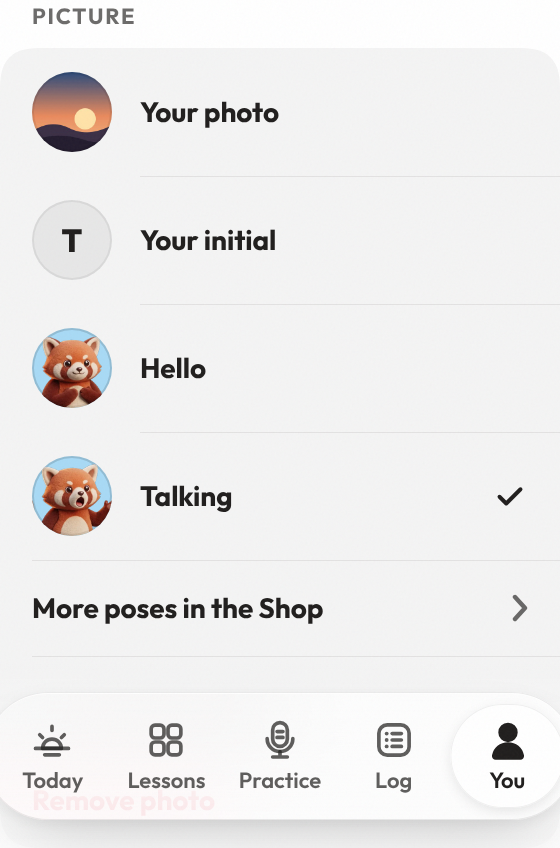 PICTURE
Your photo
T
Your initial
Hello
Talking
More poses in the Shop
Today
Lessons
Practice
Log
You
Remove photo